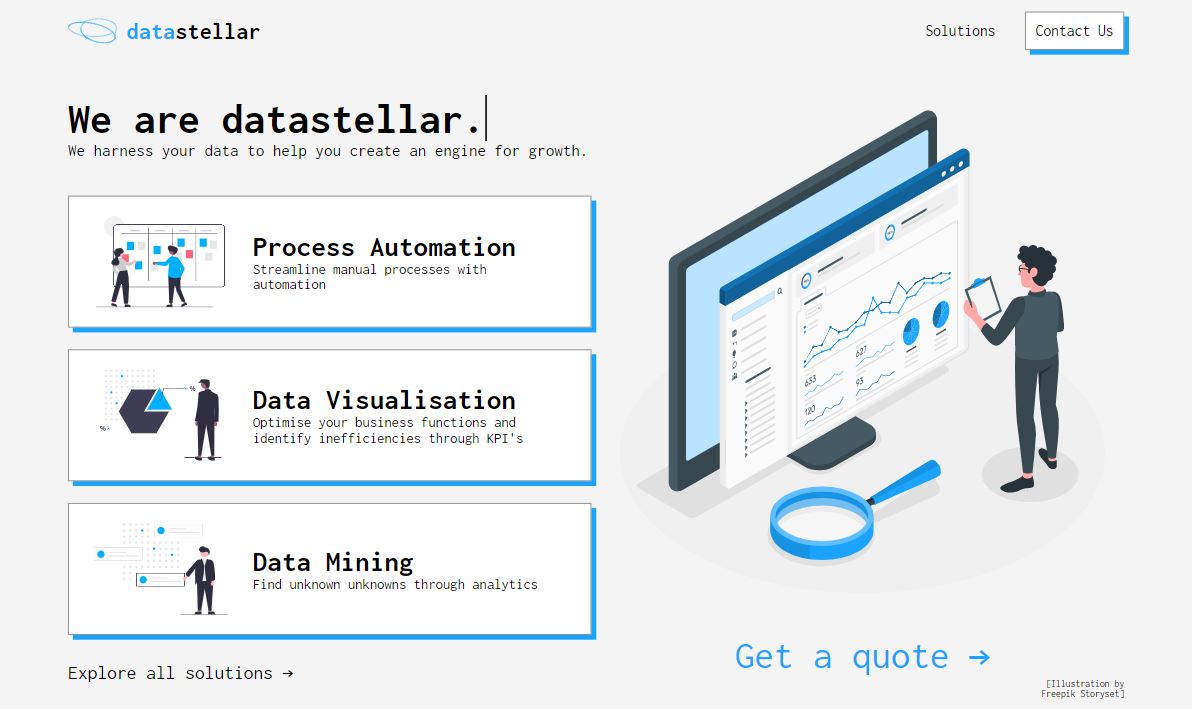 datastellar
Solutions
Contact Us
We are datastellar.
We harness your data to help you create an engine for growth.
Process Automation
Streamline manual processes with
automation
%
%
Data Visualisation
Optimise your business functions and
identify inefficiencies through KPI's
Data Mining
Find unknown unknowns through analytics
Explore all solutions →
627
633
93
120
Get a quote →
[Illustration by
Freepik Storyset]